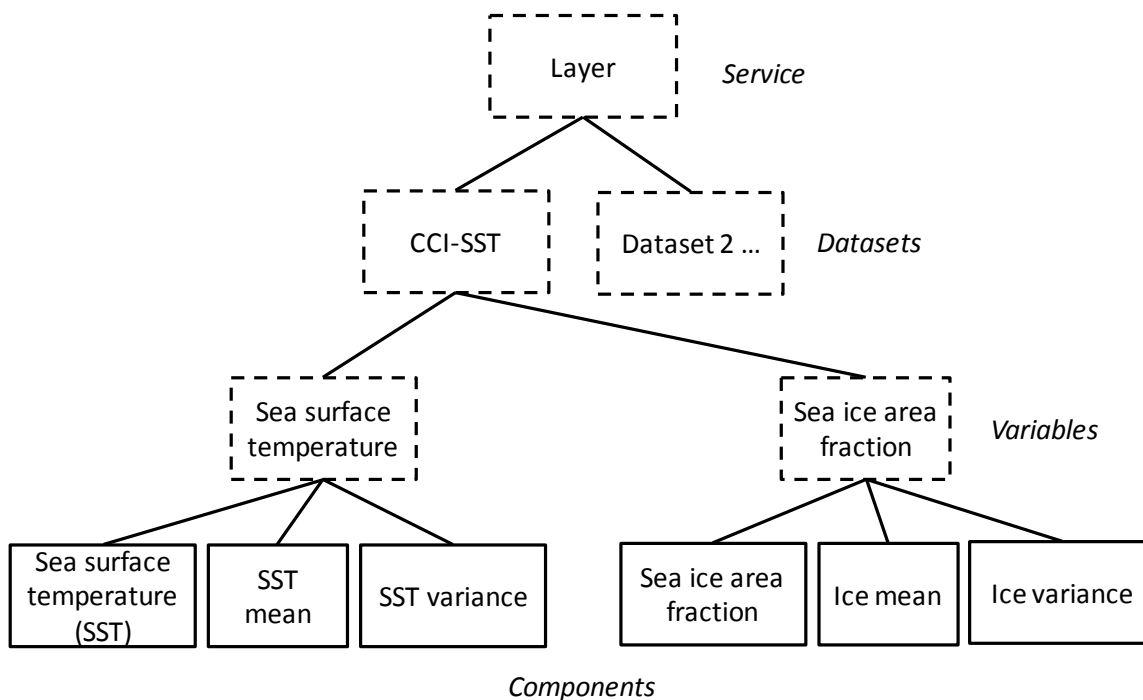 Layer
Service
CCI-SST
Dataset 2 ...
Datasets
Sea surface
temperature
Sea ice area
fraction
Variables
Sea surface
temperature
(SST)
SST
mean
SST variance
Sea ice area
fraction
Ice mean
Ice variance
Components